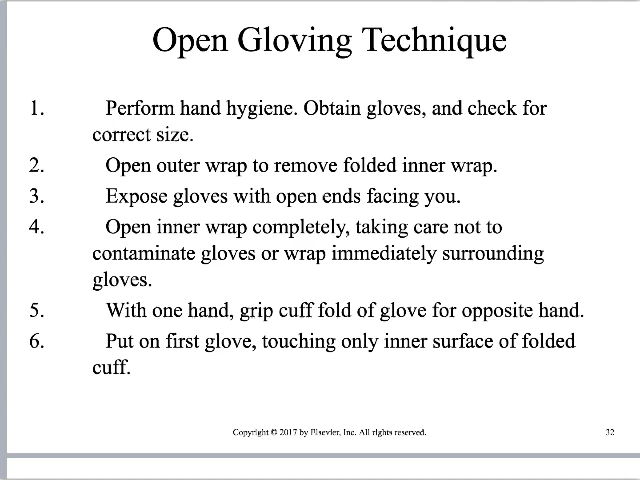 Open Gloving Technique
1. Perform hand hygiene. Obtain gloves, and check for
correct size.
2. Open outer wrap to remove folded inner wrap.
3. Expose gloves with open ends facing you.
4. Open inner wrap completely, taking care not to
contaminate gloves or wrap immediately surrounding
gloves.
5. With one hand, grip cuff fold of glove for opposite hand.
6. Put on first glove, touching only inner surface of folded
cuff.
Copyright © 2017 by Elsevier, Inc. All rights reserved. 32